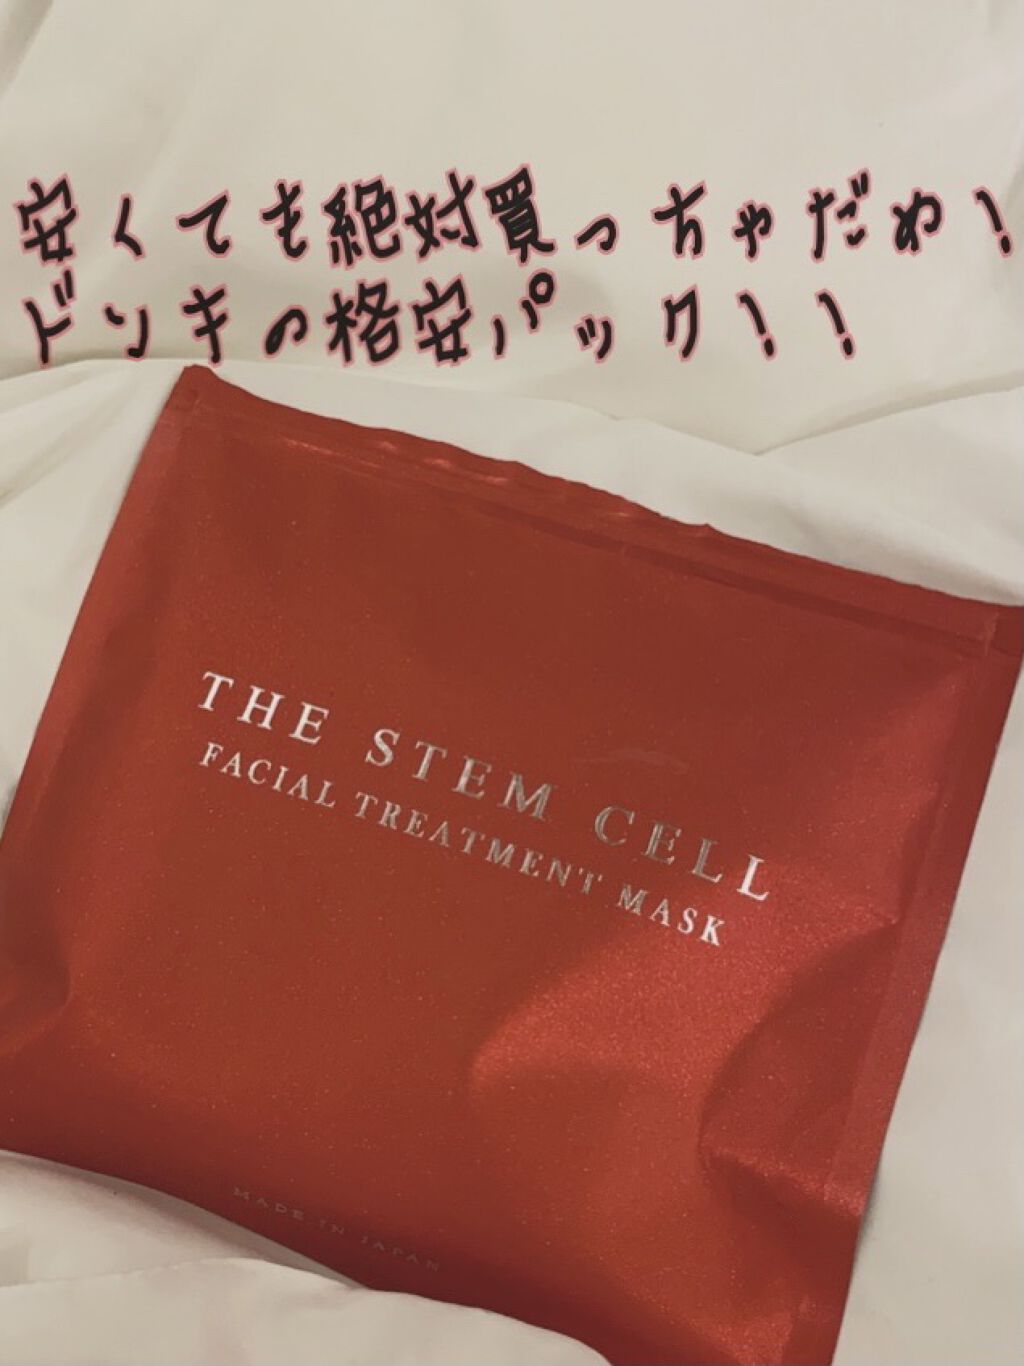 安くても絶対買っちゃだめ！
ドンキの格安パック！！
THE STEM CELL
FACIAL TREATMENT MASK
MADE IN JAPAN